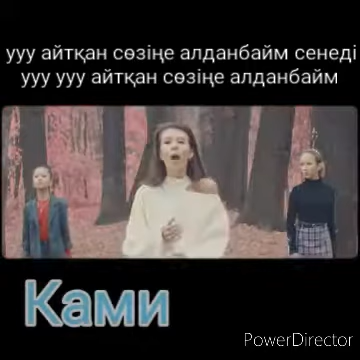 ууу айтқан сөзіңе алданбайм сенеді
ууу ууу айтқан сөзіңе алданбайм
Ками
PowerDirector